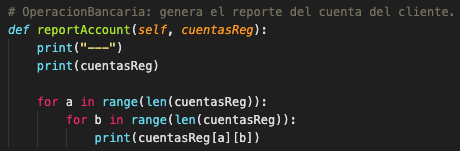 # OperacionBancaria: genera el reporte del cuenta del cliente.
def reportAccount(self, cuentasReg):
    print("---")
    print(cuentasReg)

    for a in range(len(cuentasReg)):
        for b in range(len(cuentasReg)):
            print(cuentasReg[a][b])